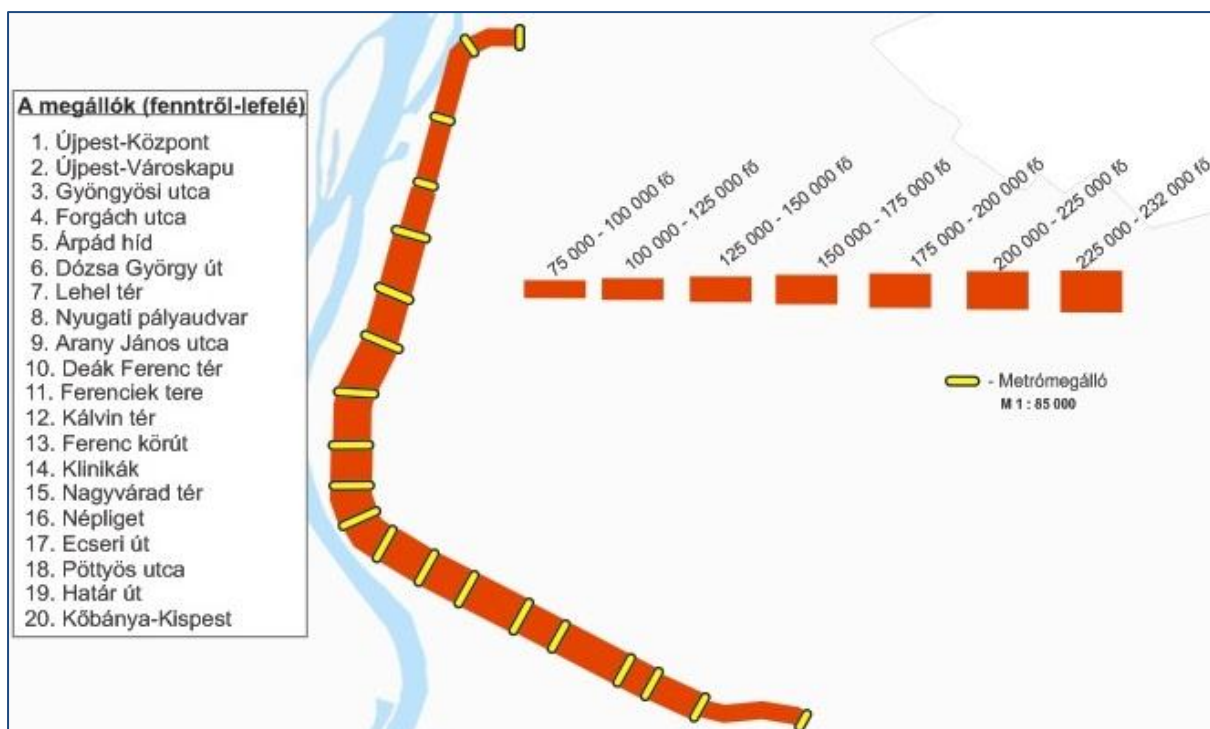 A megállók (fenntről-lefelé)
1. Újpest-Központ
2. Újpest-Városkapu
3. Gyöngyösi utca
4. Forgách utca
5. Árpád híd
6. Dózsa György út
7. Lehel tér
8. Nyugati pályaudvar
9. Arany János utca
10. Deák Ferenc tér
11. Ferenciek tere
12. Kálvin tér
13. Ferenc körút
14. Klinikák
15. Nagyvárad tér
16. Népliget
17. Ecseri út
18. Pöttyös utca
19. Határ út
20. Kőbánya-Kispest
75 000 - 100 000 fő
100 000 - 125 000 fő
125 000 - 150 000 fő
150 000 - 175 000 fő
175 000 - 200 000 fő
200 000 - 225 000 fő
225 000 - 232 000 fő
- Metrómegálló
M 1 : 85 000